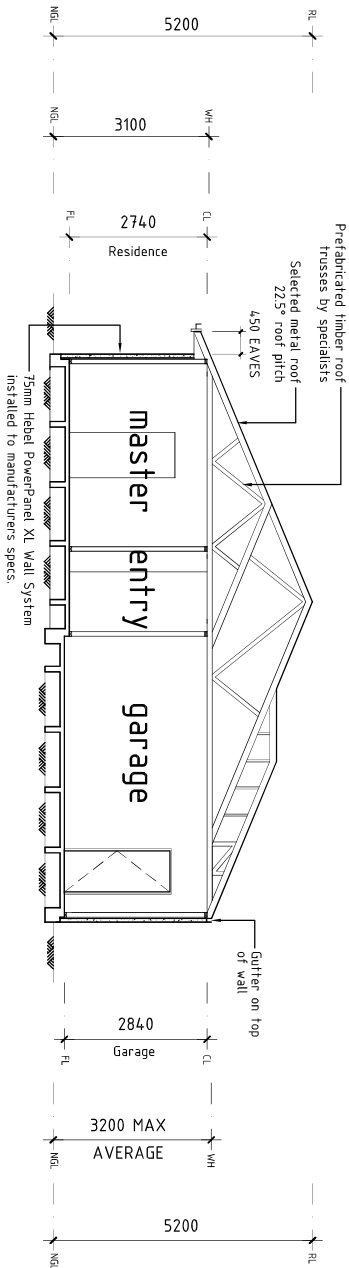 NGL
5200
RL
NGL
3100
WH
NGL
FL
2740
CL
Residence
Prefabricated timber roof
trusses by specialists
Selected metal roof
22.5° roof pitch
450 EAVES
75mm Hebel PowerPanel XL Wall System
installed to manufacturers specs.
master
entry
garage
Gutter on top
of wall
FL
2840
CL
Garage
3200 MAX
AVERAGE
NGL
WH
5200
NGL
RL